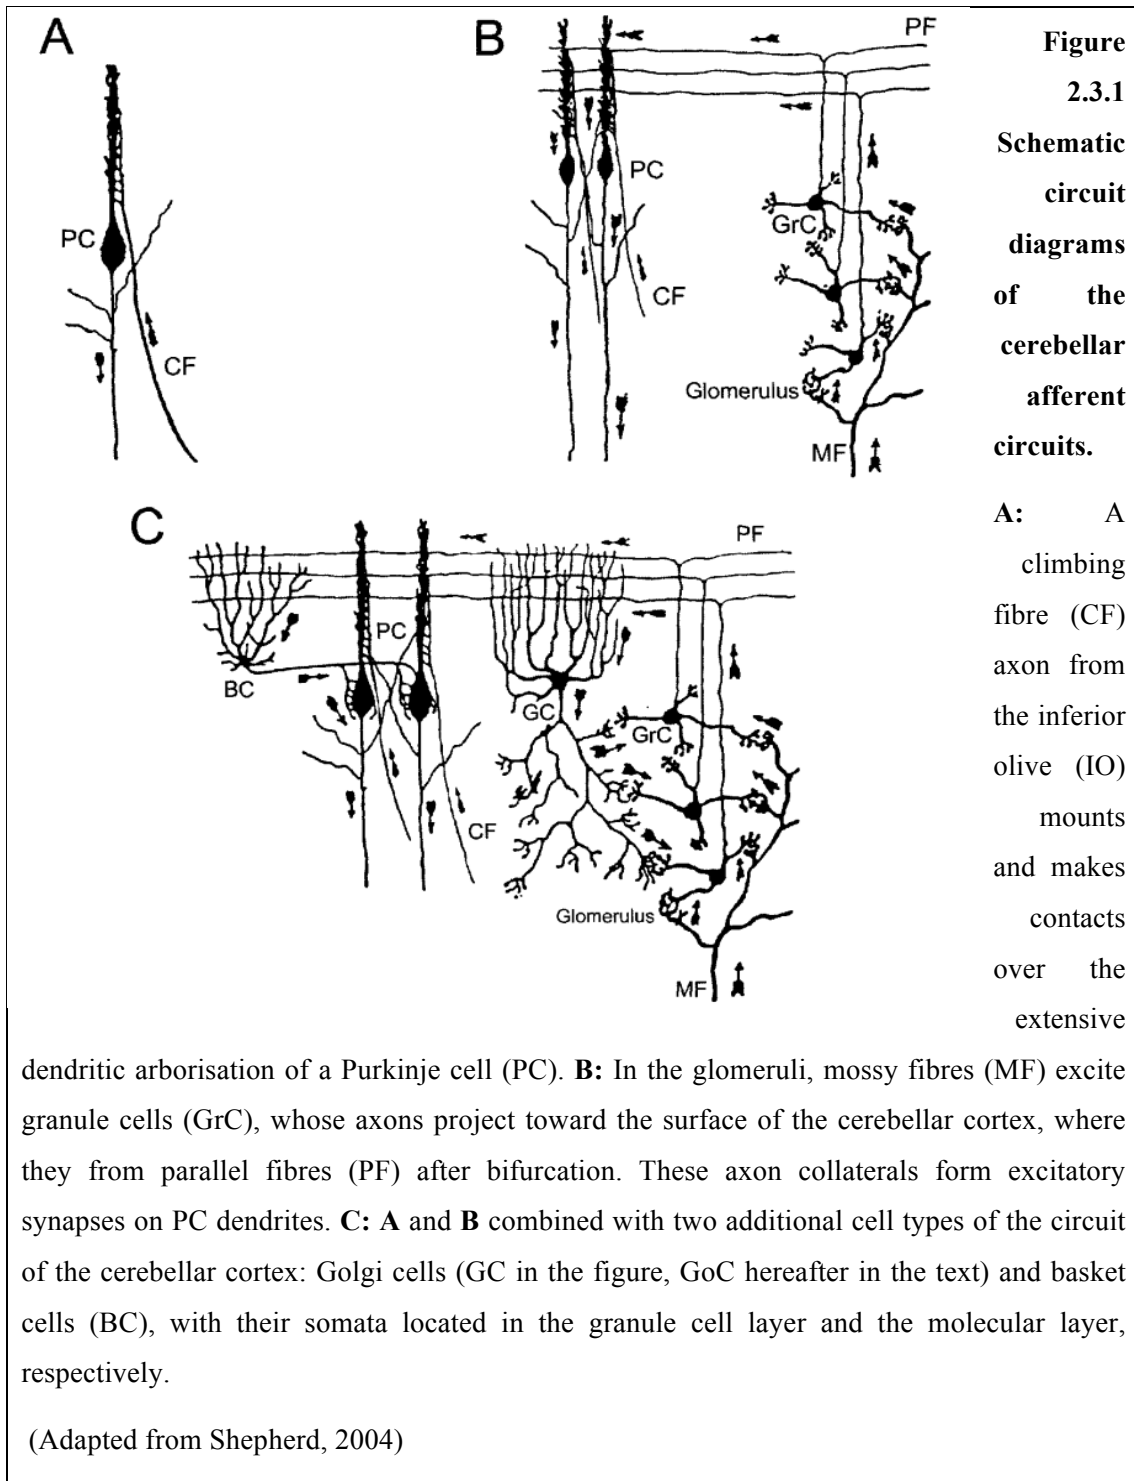 A
PC
CF
B
PF
PC
CF
GrC
Glomerulus
MF
C
PF
PC
BC
GC
GrC
CF
Glomerulus
MF
Figure
2.3.1
Schematic
circuit
diagrams
of the
cerebellar
afferent
circuits.
A: A
climbing
fibre (CF)
axon from
the inferior
olive (IO)
mounts
and makes
contacts
over the
extensive
dendritic arborisation of a Purkinje cell (PC). B: In the glomeruli, mossy fibres (MF) excite
granule cells (GrC), whose axons project toward the surface of the cerebellar cortex, where
they from parallel fibres (PF) after bifurcation. These axon collaterals form excitatory
synapses on PC dendrites. C: A and B combined with two additional cell types of the circuit
of the cerebellar cortex: Golgi cells (GC in the figure, GoC hereafter in the text) and basket
cells (BC), with their somata located in the granule cell layer and the molecular layer,
respectively.
(Adapted from Shepherd, 2004)